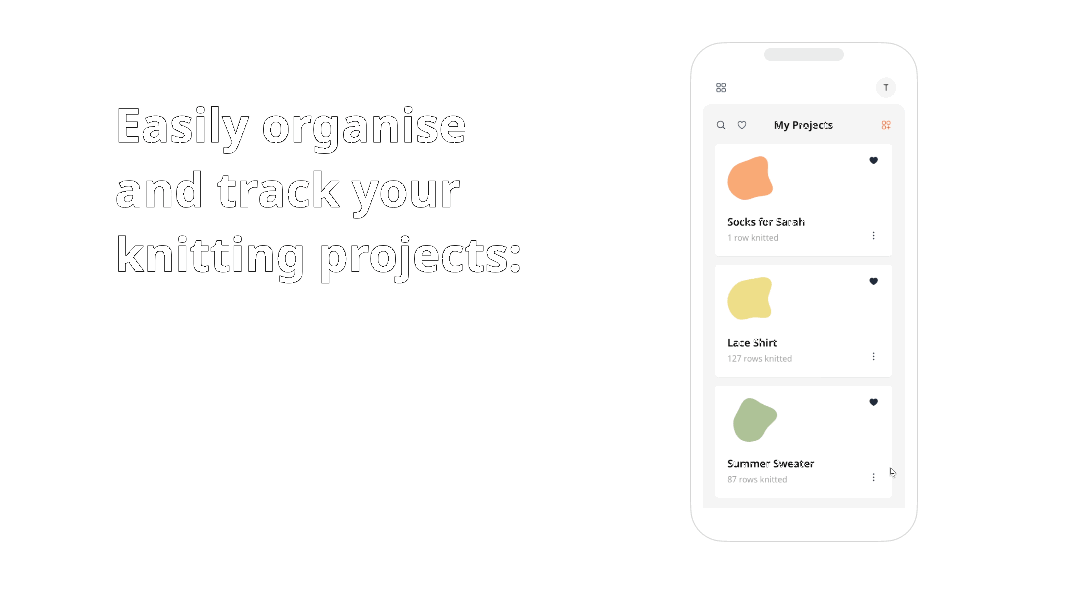 Easily organise
and track your
knitting projects:
T
My Projects
Socks for Sarah
1 row knitted
Lace Shirt
127 rows knitted
Summer Sweater
87 rows knitted